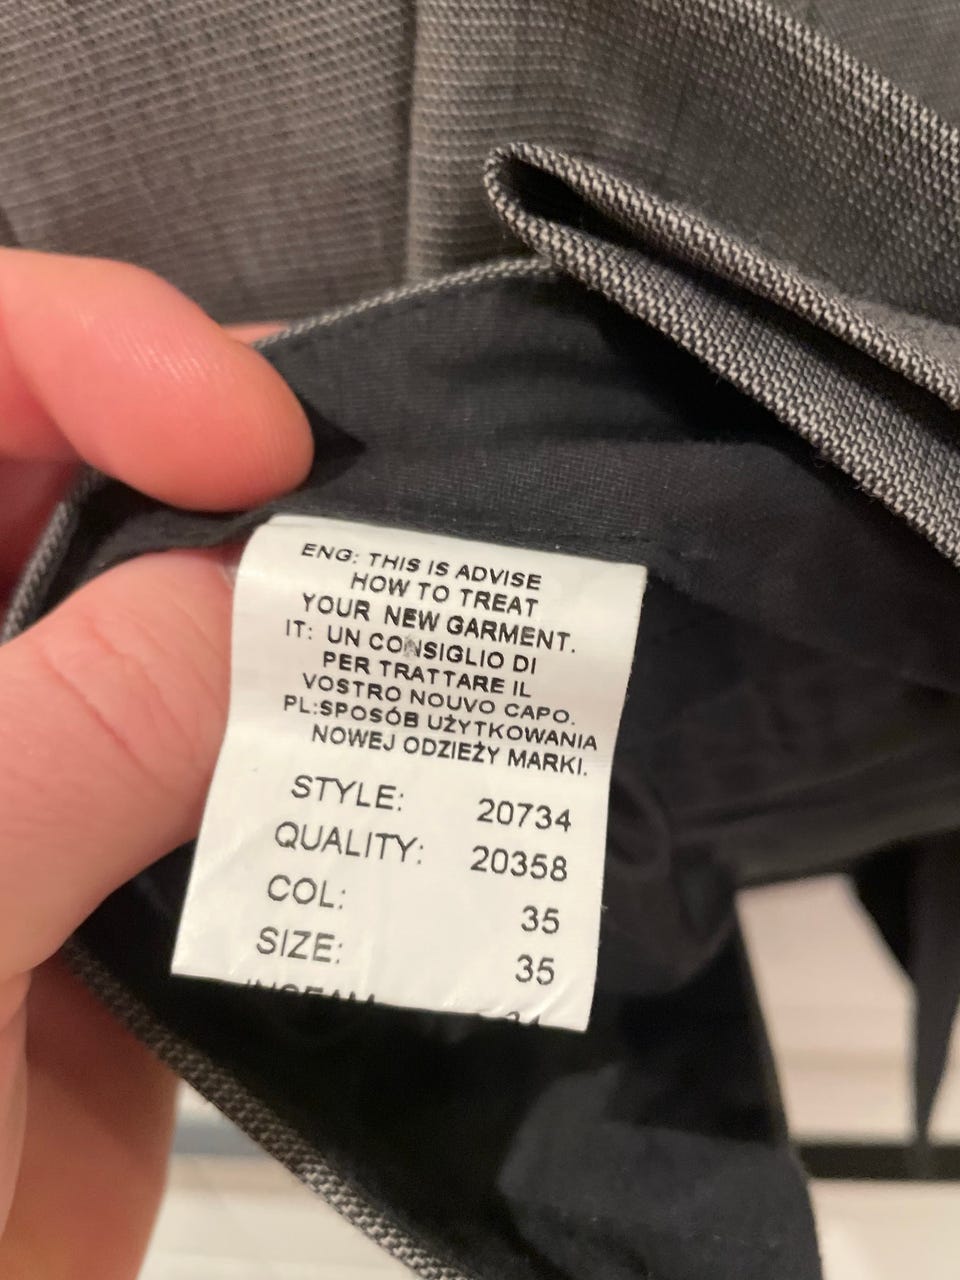 ENG: THIS IS ADVISE
HOW TO TREAT
YOUR NEW GARMENT.
IT: UN CONSIGLIO DI
PER TRATTARE IL
VOSTRO NOUVO CAPO.
PL:SPOSÓB UŻYTKOWANIA
NOWEJ ODZIEŻY MARKI.
STYLE: 20734
QUALITY: 20358
COL: 35
SIZE: 35